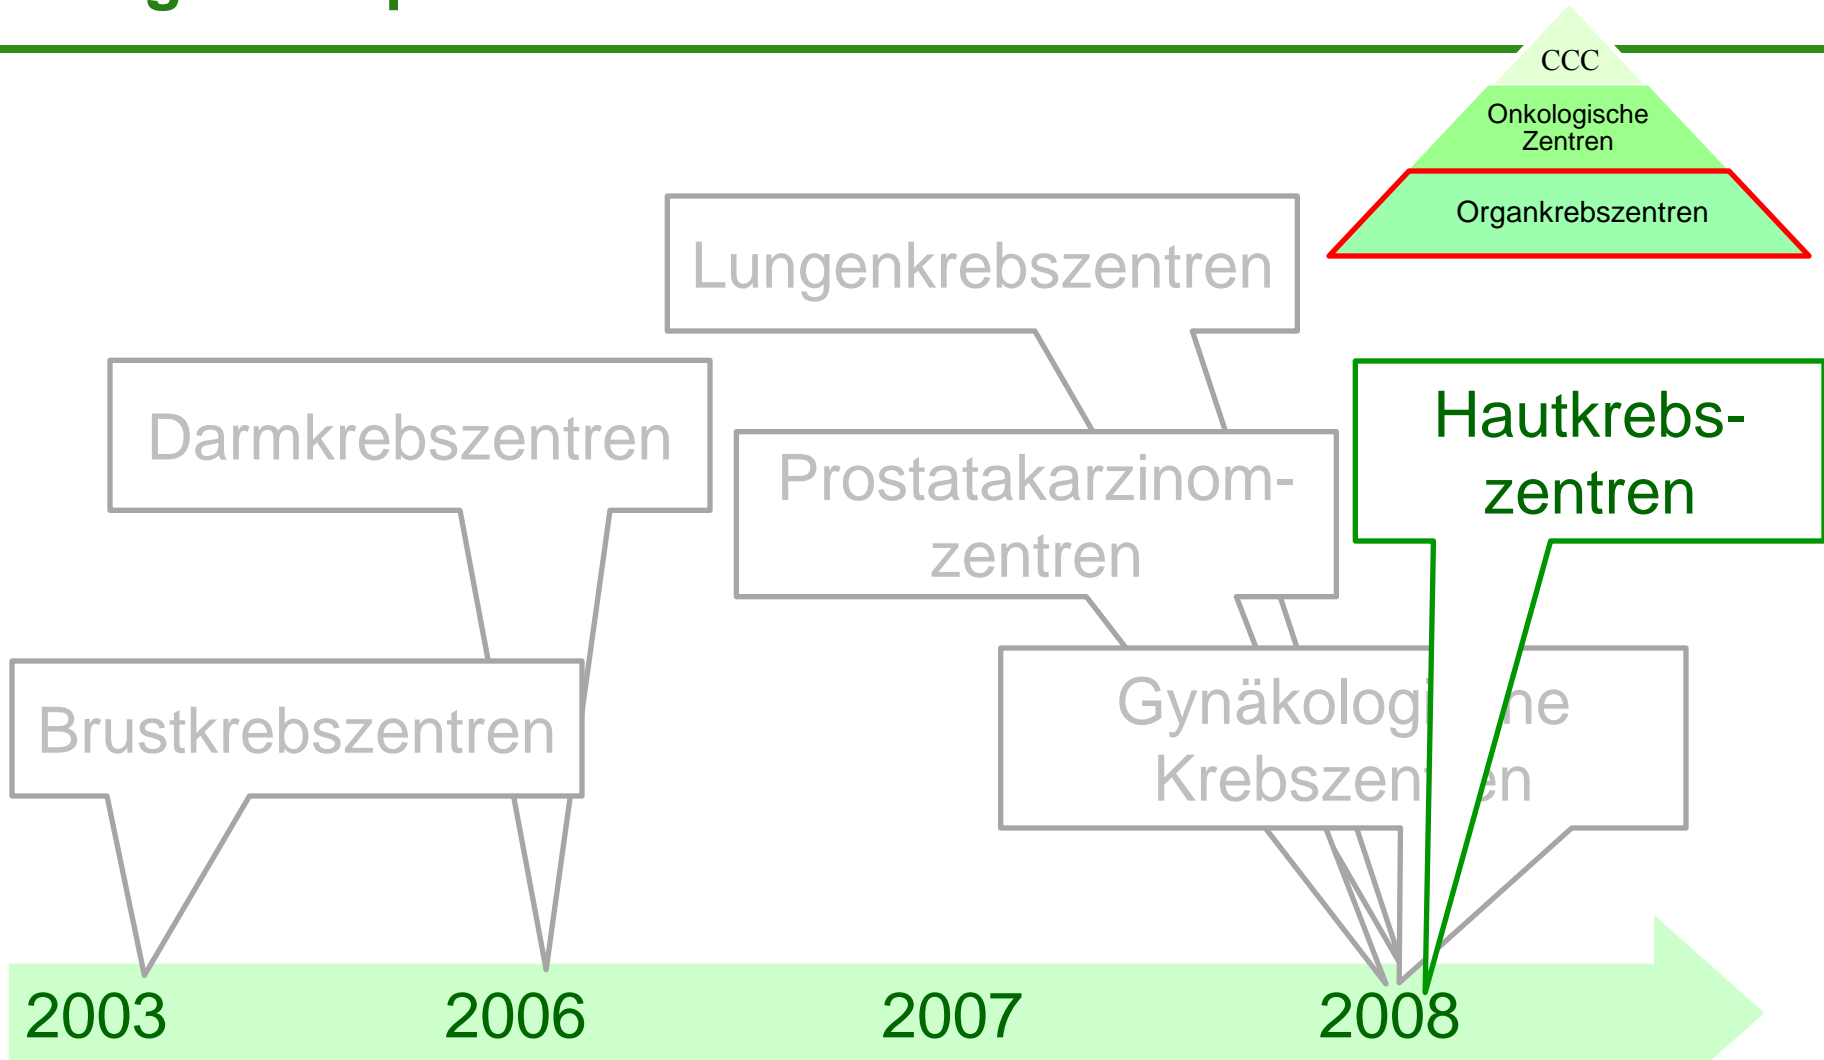 CCC
Onkologische
Zentren
Organkrebszentren
Lungenkrebszentren
Darmkrebszentren
Hautkrebs-
zentren
Prostatakarzinom-
zentren
Brustkrebszentren
2003
2006
2007
2008